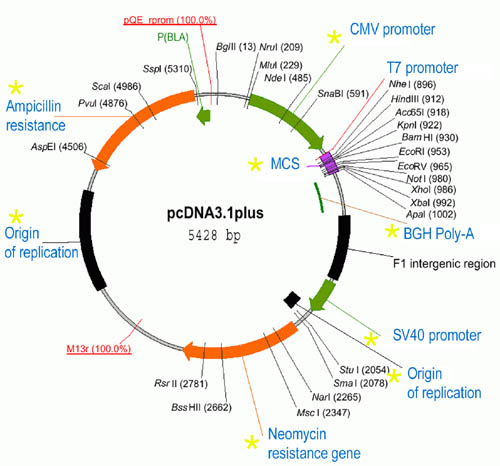 pQE_rprom (100.0%)
P(BLA)
BglII (13)
NruI (209)
MluI (229)
NdeI (485)
SnaBI (591)
CMV promoter
T7 promoter
NheI (896)
HindIII (912)
Acc65I (918)
KpnI (922)
BamHI (930)
EcoRI (953)
EcoRV (965)
NotI (980)
XhoI (986)
XbaI (992)
ApaI (1002)
MCS
BGH Poly-A
F1 intergenic region
SV40 promoter
Origin
of replication
StuI (2054)
SmaI (2078)
NarI (2265)
MscI (2347)
Neomycin
resistance gene
BssHII (2662)
RsrII (2781)
M13r (100.0%)
Origin
of replication
AspEI (4506)
PvuI (4876)
ScaI (4986)
SspI (5310)
Ampicillin
resistance
pcDNA3.1plus
5428 bp